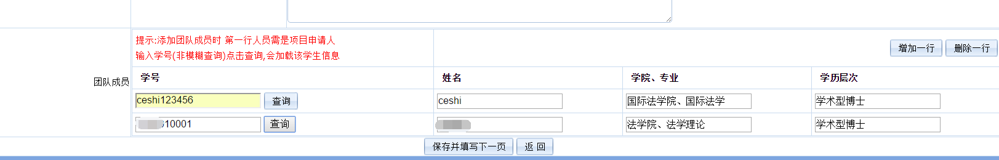 提示:添加团队成员时 第一行人员需是项目申请人
增加一行 删除一行
输入学号(非模糊查询)点击查询,会加载该学生信息
团队成员
学号 姓名 学院、专业 学历层次
ceshi123456 查询 ceshi 国际法学院、国际法学 学术型博士
10001 查询 法学院、法学理论 学术型博士
保存并填写下一页 返 回